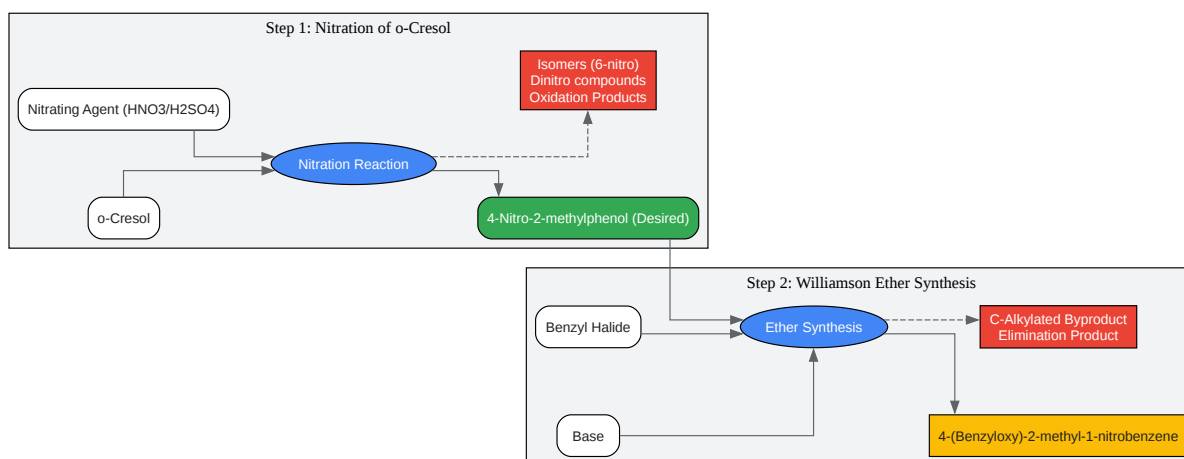 Step 1: Nitration of o-Cresol
Isomers (6-nitro)
Dinitro compounds
Oxidation Products
Nitrating Agent (HNO3/H2SO4)
Nitration Reaction
o-Cresol
4-Nitro-2-methylphenol (Desired)
Step 2: Williamson Ether Synthesis
Benzyl Halide
Ether Synthesis
C-Alkylated Byproduct
Elimination Product
Base
4-(Benzyloxy)-2-methyl-1-nitrobenzene